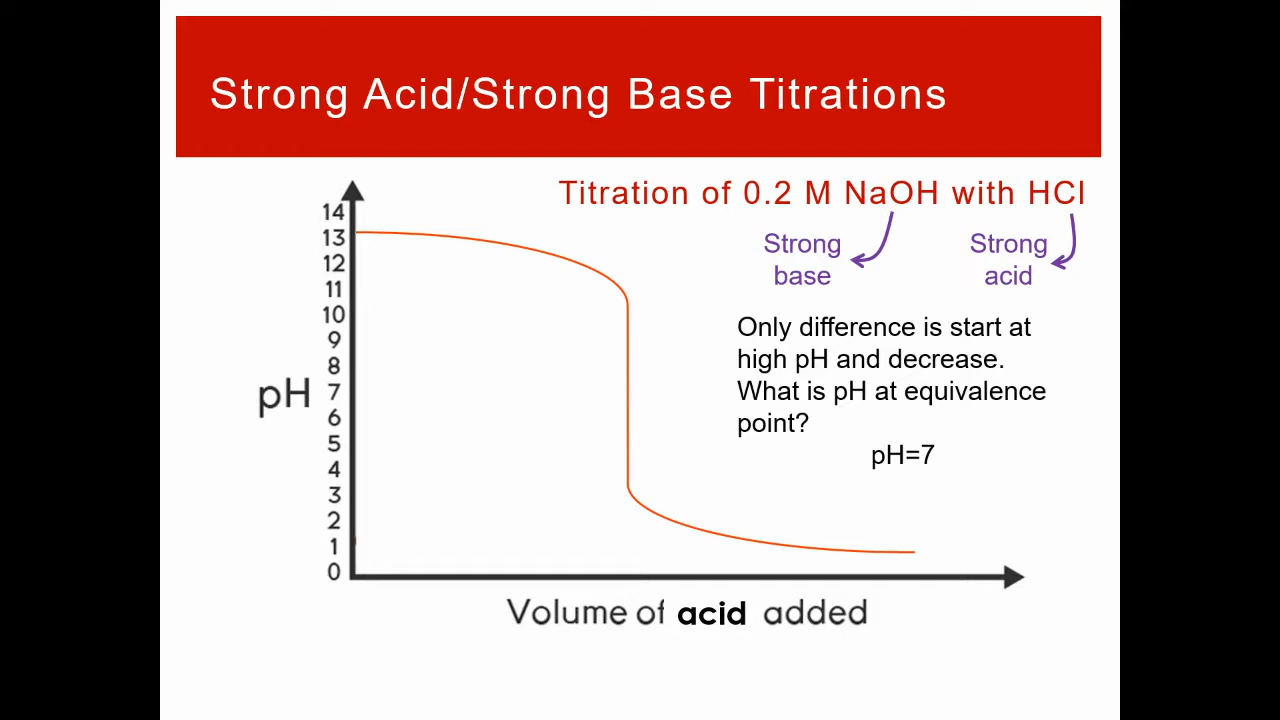 Strong Acid/Strong Base Titrations
Titration of 0.2 M NaOH with HCl
Strong
base
Strong
acid
Only difference is start at
high pH and decrease.
What is pH at equivalence
point?
pH=7
14
13
12
11
10
9
8
7
6
5
4
3
2
1
0
pH
Volume of acid added